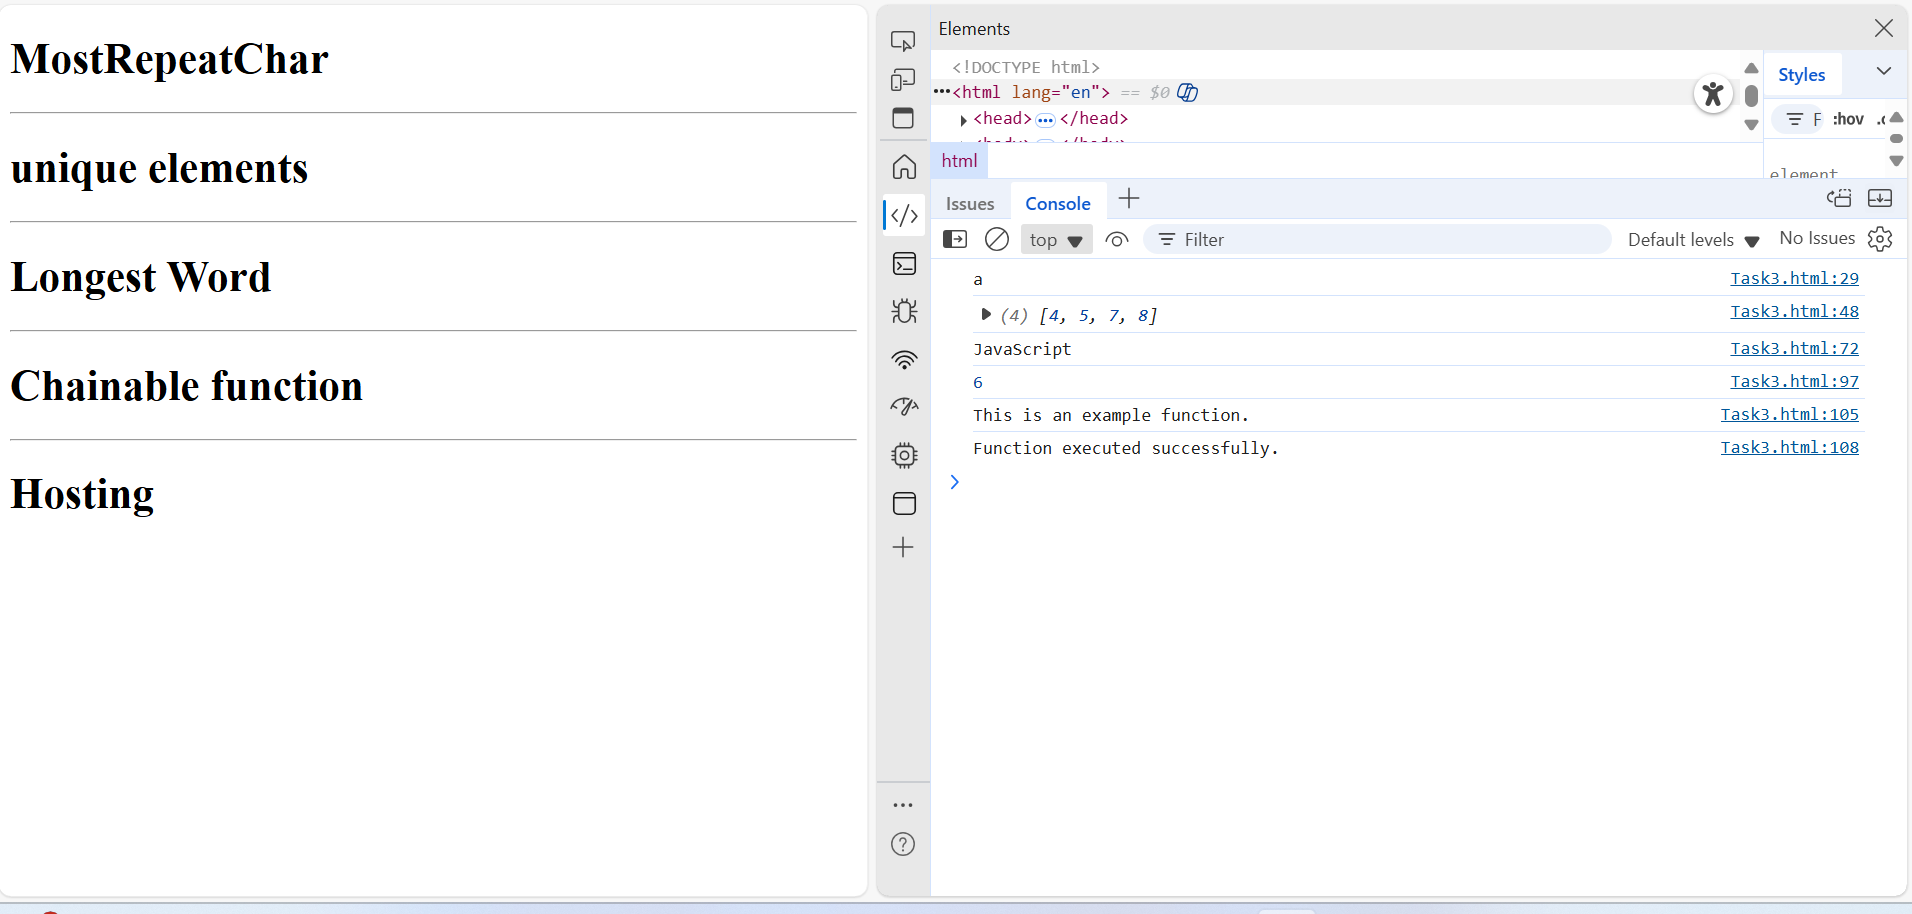 MostRepeatChar
unique elements
Longest Word
Chainable function
Hosting
Elements
<!DOCTYPE html>
<html lang="en"> == $0
<head> </head>
html
Styles
F :hov
element
Issues Console
top Filter Default levels No Issues
a Task3.html:29
(4) [4, 5, 7, 8] Task3.html:48
JavaScript Task3.html:72
6 Task3.html:97
This is an example function. Task3.html:105
Function executed successfully. Task3.html:108